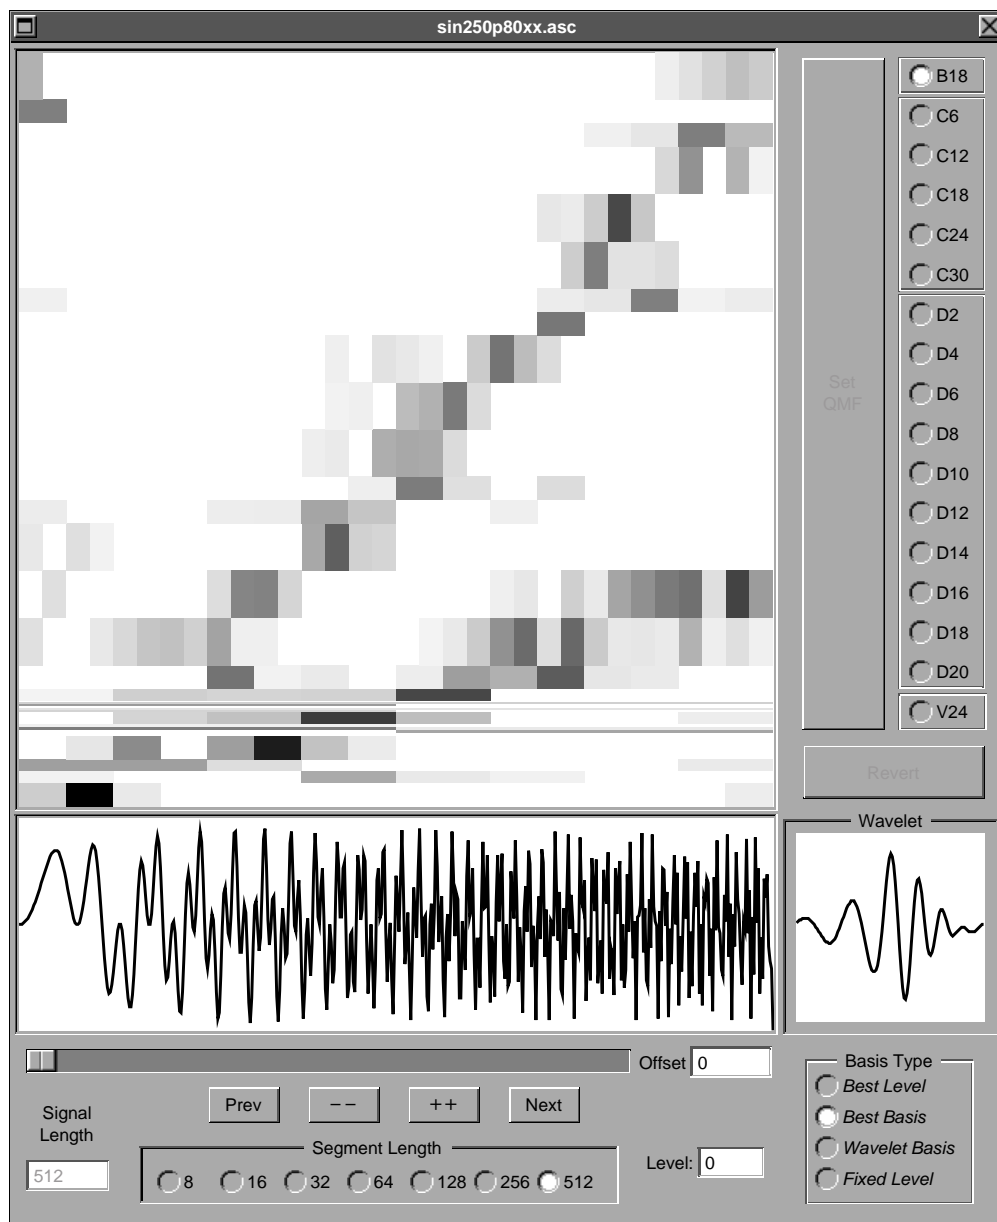 sin250p80xx.asc
B18
C6
C12
C18
C24
C30
D2
D4
D6
D8
D10
D12
D14
D16
D18
D20
V24
Set
QMF
Revert
Wavelet
Offset 0
Prev
--
++
Next
Signal
Length
512
Segment Length
8 16 32 64 128 256 512
Level: 0
Basis Type
Best Level
Best Basis
Wavelet Basis
Fixed Level